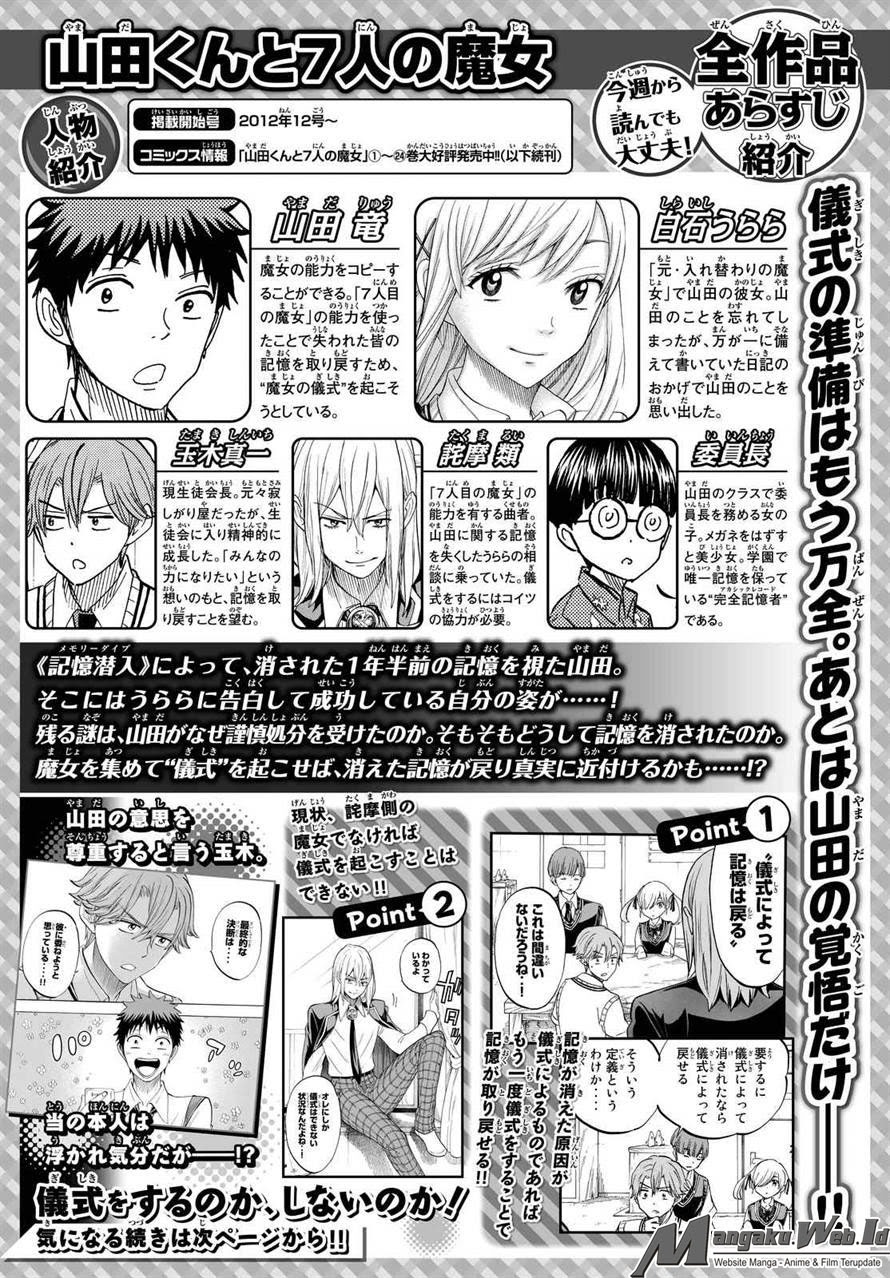 山田くんと7人の魔女
人物
紹介
掲載開始号 2012年12号〜
コミックス情報 「山田くんと7人の魔女」①〜㉔巻大好評発売中!!(以下続刊)
今週から
読んでも
大丈夫!
全作品
あらすじ
紹介
儀式の準備はもう万全。あとは山田の覚悟だけ――!!
山田 竜
魔女の能力をコピーす
ることができる。「7人目
の魔女」の能力を使っ
たことで失われた皆の
記憶を取り戻すため、
“魔女の儀式”を起こそ
うとしている。
白石うらら
「元・入れ替わりの魔
女」で山田の彼女。山
田のことを忘れてし
まったが、万が一に備
えて書いていた日記の
おかげで山田のことを
思い出した。
玉木真一
現生徒会長。元々寂
しがり屋だったが、生
徒会に入り精神的に
成長した。「みんなの
力になりたい」という
想いのもと、記憶を取
り戻すことを望む。
詫摩 類
「7人目の魔女」の
能力を有する曲者。
山田に関する記憶
を失くしたうららの相
談に乗っていた。儀
式をするにはコイツ
の協力が必要。
委員長
山田のクラスで委
員長を務める女の
子。メガネをはずす
と美少女。学園で
唯一記憶を保って
いる“完全記憶者”
アカシックレコード
である。
メモリーダイブ
《記憶潜入》によって、消された1年半前の記憶を視た山田。
そこにはうららに告白して成功している自分の姿が……!
残る謎は、山田がなぜ謹慎処分を受けたのか。そもそもどうして記憶を消されたのか。
魔女を集めて“儀式”を起こせば、消えた記憶が戻り真実に近付けるかも……!?
Point-1
“儀式によって
記憶は戻る”
これは間違い
ないだろうね…!
要するに
儀式によって
消されたなら
儀式によって
戻せる
そういう
定義という
わけか…
記憶が消えた原因が
儀式によるものであれば
もう一度儀式をすることで
記憶が取り戻せる!!
現状、詫摩側の
魔女でなければ
儀式を起こすことは
できない!!
Point-2
わかって
いるよ
オレにしか
儀式はできない
状況なんだよね…!
山田の意思を
尊重すると言う玉木。
最終的な
決断は…
彼に委ねようと
思っている…!
当の本人は
浮かれ気分だが――!?
儀式をするのか、しないのか!
気になる続きは次ページから!!
Mangaku.Web.Id
Website Manga - Anime & Film Terupdate